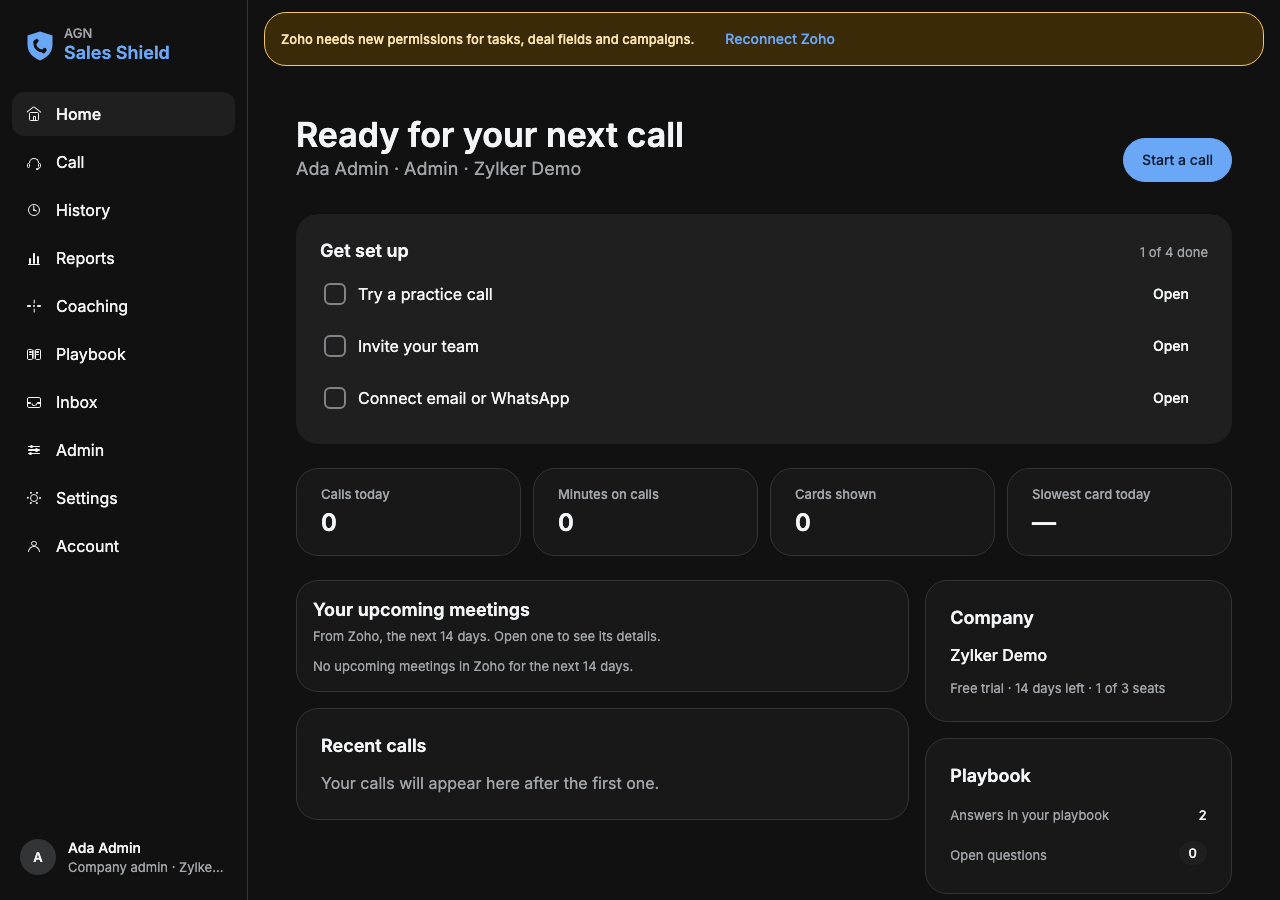 AGN
Sales Shield
Home
Call
History
Reports
Coaching
Playbook
Inbox
Admin
Settings
Account
A
Ada Admin
Company admin · Zylke...
Zoho needs new permissions for tasks, deal fields and campaigns. Reconnect Zoho
Ready for your next call
Ada Admin · Admin · Zylker Demo
Start a call
Get set up 1 of 4 done
Try a practice call Open
Invite your team Open
Connect email or WhatsApp Open
Calls today
0
Minutes on calls
0
Cards shown
0
Slowest card today
—
Your upcoming meetings
From Zoho, the next 14 days. Open one to see its details.
No upcoming meetings in Zoho for the next 14 days.
Recent calls
Your calls will appear here after the first one.
Company
Zylker Demo
Free trial · 14 days left · 1 of 3 seats
Playbook
Answers in your playbook 2
Open questions 0